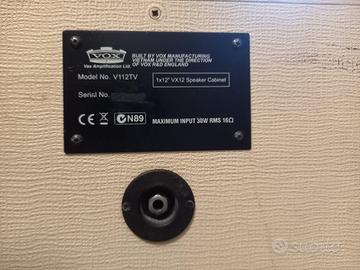 VOX
Vox Amplification Ltd.
BUILT BY VOX MANUFACTURING
VIETNAM UNDER THE DIRECTION
OF VOX R&D ENGLAND
Model No. V112TV
1x12" VX12 Speaker Cabinet
Serial No.
CE N89
MAXIMUM INPUT 30W RMS 16Ω
subito